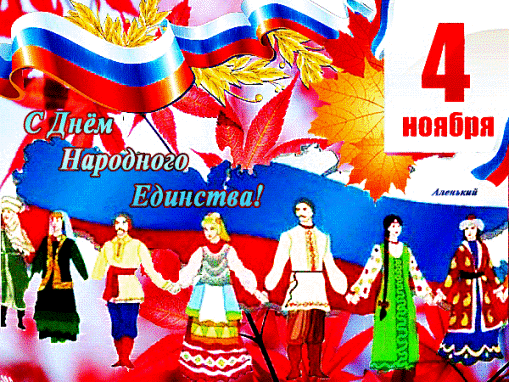 4
ноября
С Днём
Народного
Единства!
Аленький